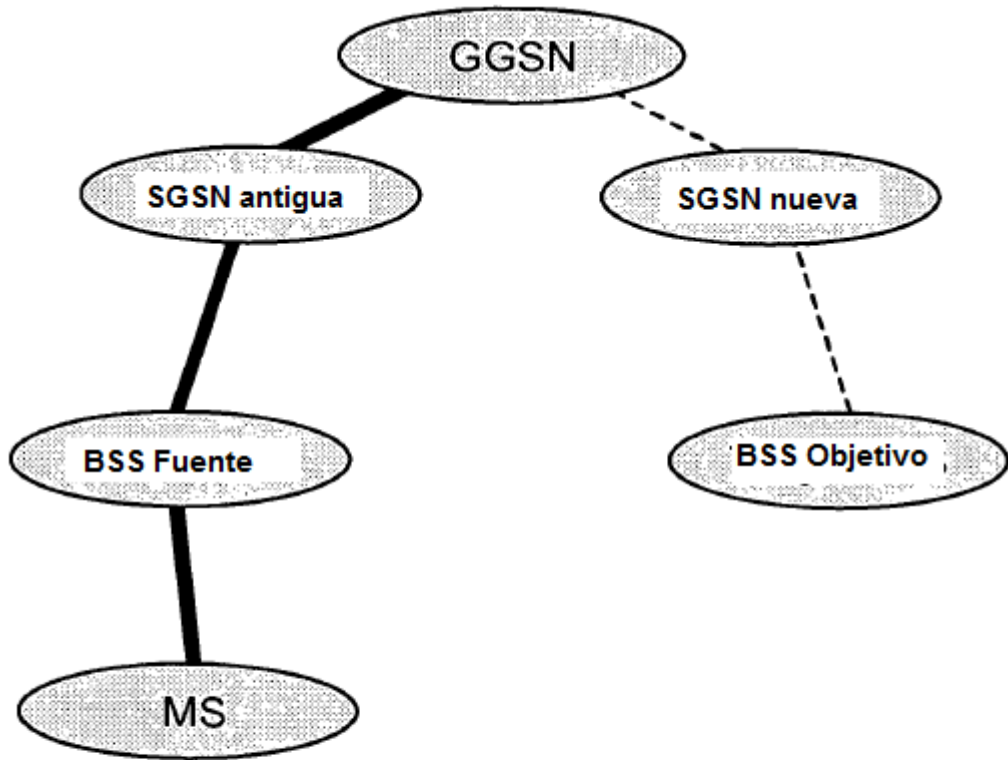 GGSN
SGSN antigua
SGSN nueva
BSS Fuente
BSS Objetivo
MS